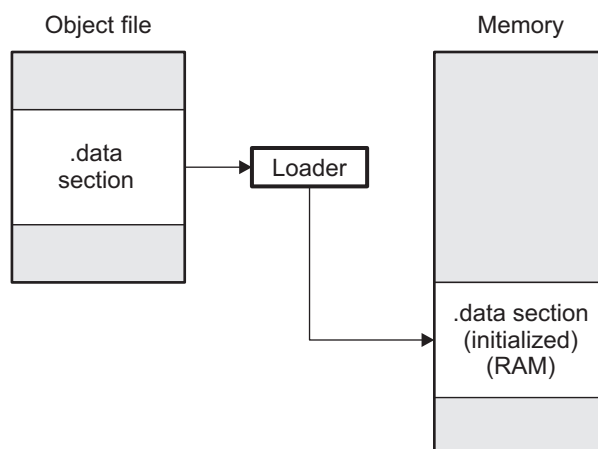 Object file
Memory
.data
section
Loader
.data section
(initialized)
(RAM)